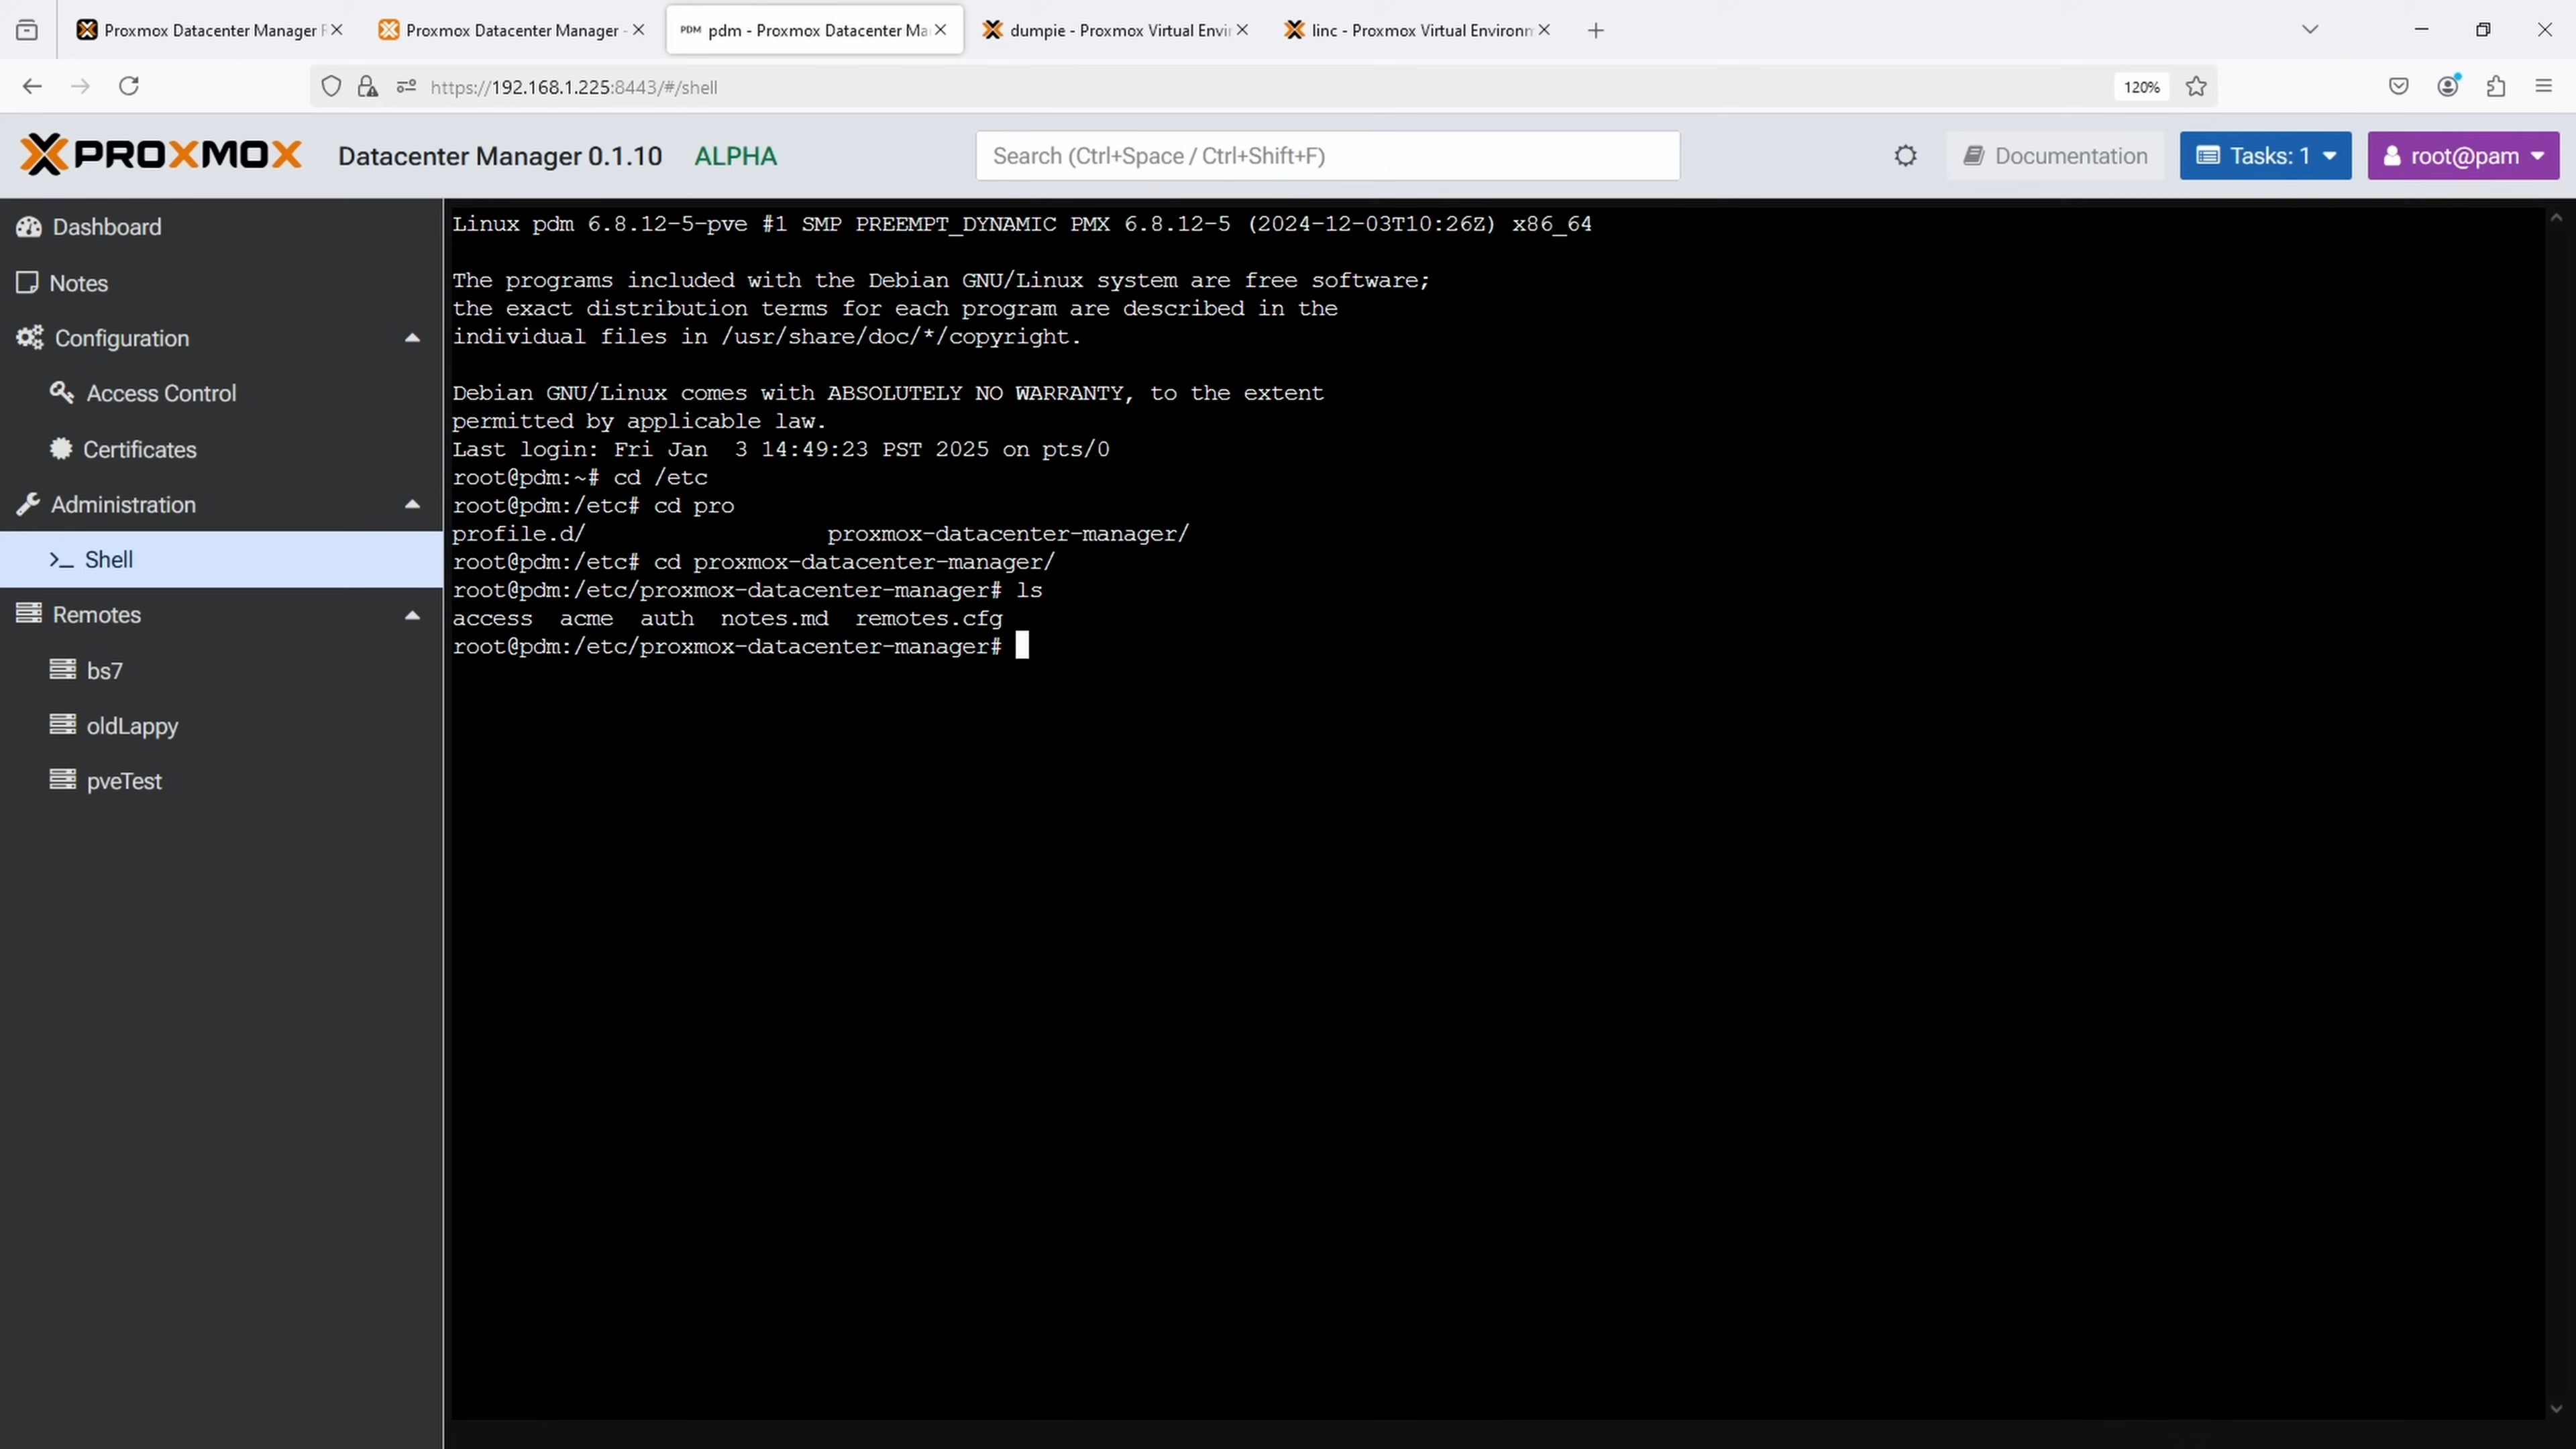 Proxmox Datacenter Manager
Proxmox Datacenter Manager -
PDM pdm - Proxmox Datacenter Ma
dumpie - Proxmox Virtual Envi
linc - Proxmox Virtual Environ
https://192.168.1.225:8443/#/shell
120%
PROXMOX Datacenter Manager 0.1.10 ALPHA
Search (Ctrl+Space / Ctrl+Shift+F)
Documentation
Tasks: 1
root@pam
Dashboard
Notes
Configuration
Access Control
Certificates
Administration
Shell
Remotes
bs7
oldLappy
pveTest
Linux pdm 6.8.12-5-pve #1 SMP PREEMPT_DYNAMIC PMX 6.8.12-5 (2024-12-03T10:26Z) x86_64
The programs included with the Debian GNU/Linux system are free software;
the exact distribution terms for each program are described in the
individual files in /usr/share/doc/*/copyright.
Debian GNU/Linux comes with ABSOLUTELY NO WARRANTY, to the extent
permitted by applicable law.
Last login: Fri Jan  3 14:49:23 PST 2025 on pts/0
root@pdm:~# cd /etc
root@pdm:/etc# cd pro
profile.d/                  proxmox-datacenter-manager/
root@pdm:/etc# cd proxmox-datacenter-manager/
root@pdm:/etc/proxmox-datacenter-manager# ls
access  acme  auth  notes.md  remotes.cfg
root@pdm:/etc/proxmox-datacenter-manager#